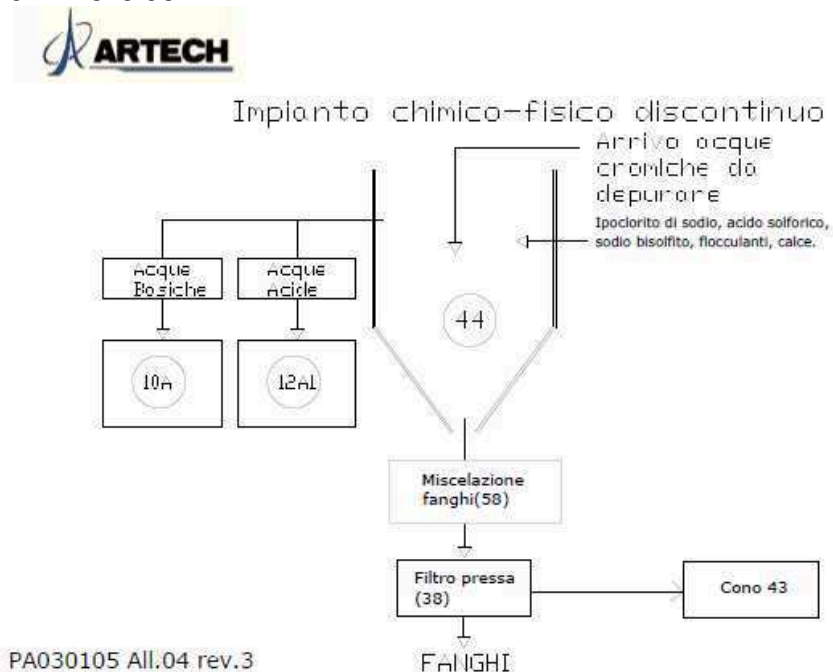 ARTECH
Impianto chimico-fisico discontinuo
Arrivo acque
cromiche da
depurare
Ipoclorito di sodio, acido solforico,
sodio bisolfito, flocculanti, calce.
Acque
Basiche
Acque
Acide
44
10A
12A1
Miscelazione
fanghi(58)
Filtro pressa
(38)
Cono 43
PA030105 All.04 rev.3
FANGHI